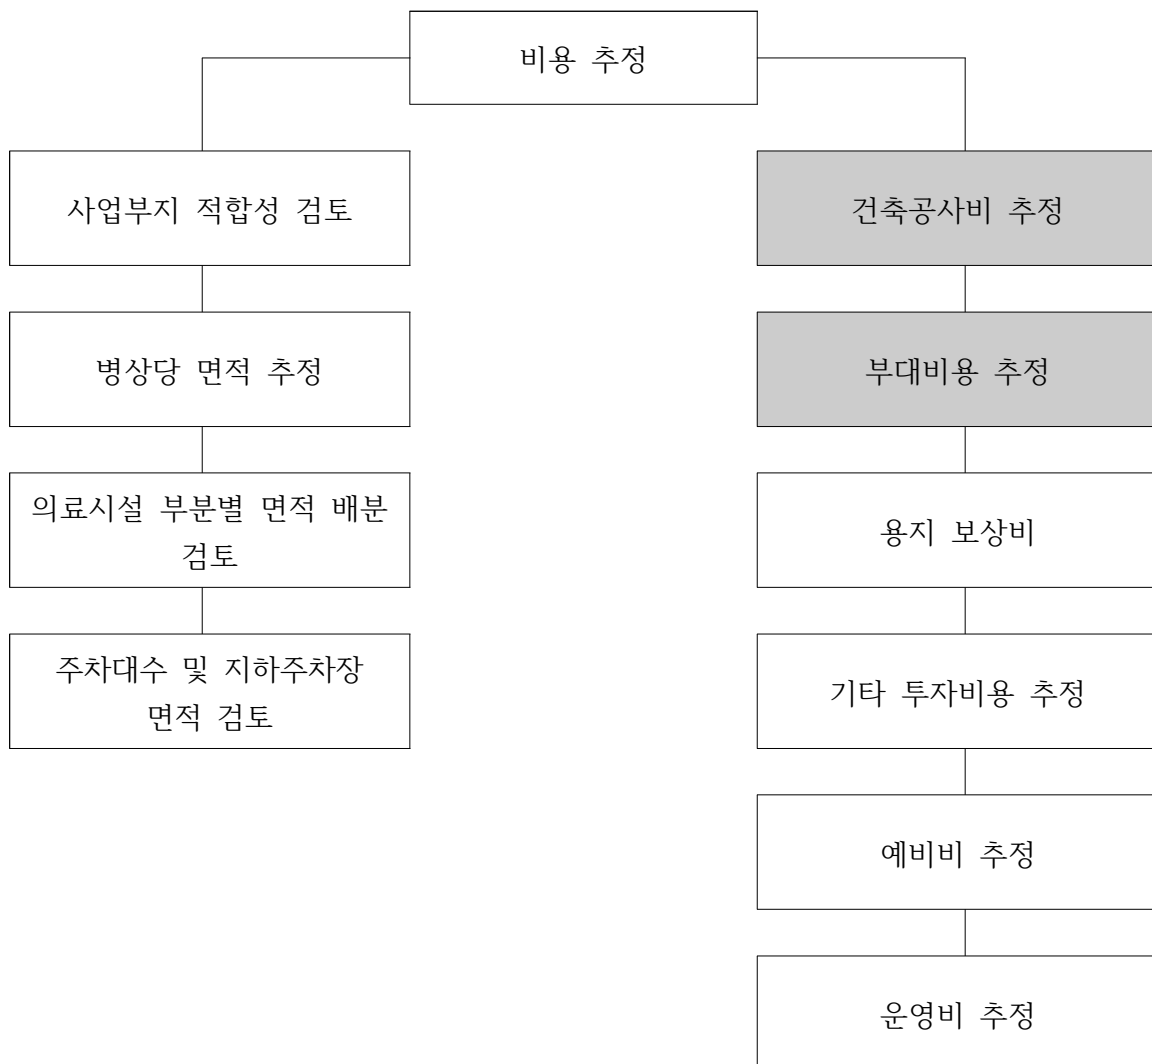 비용 추정
사업부지 적합성 검토
병상당 면적 추정
의료시설 부분별 면적 배분
검토
주차대수 및 지하주차장
면적 검토
건축공사비 추정
부대비용 추정
용지 보상비
기타 투자비용 추정
예비비 추정
운영비 추정